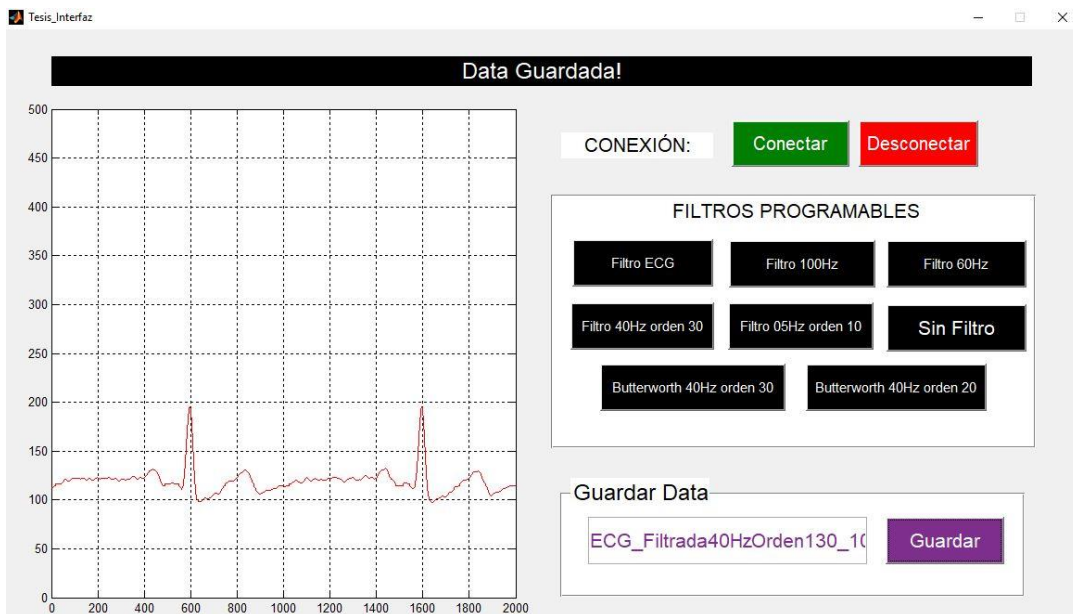 Tesis_Interfaz
Data Guardada!
CONEXIÓN:
Conectar
Desconectar
FILTROS PROGRAMABLES
Filtro ECG
Filtro 100Hz
Filtro 60Hz
Filtro 40Hz orden 30
Filtro 05Hz orden 10
Sin Filtro
Butterworth 40Hz orden 30
Butterworth 40Hz orden 20
Guardar Data
ECG_Filtrada40HzOrden130_10
Guardar
500
450
400
350
300
250
200
150
100
50
0
0 200 400 600 800 1000 1200 1400 1600 1800 2000